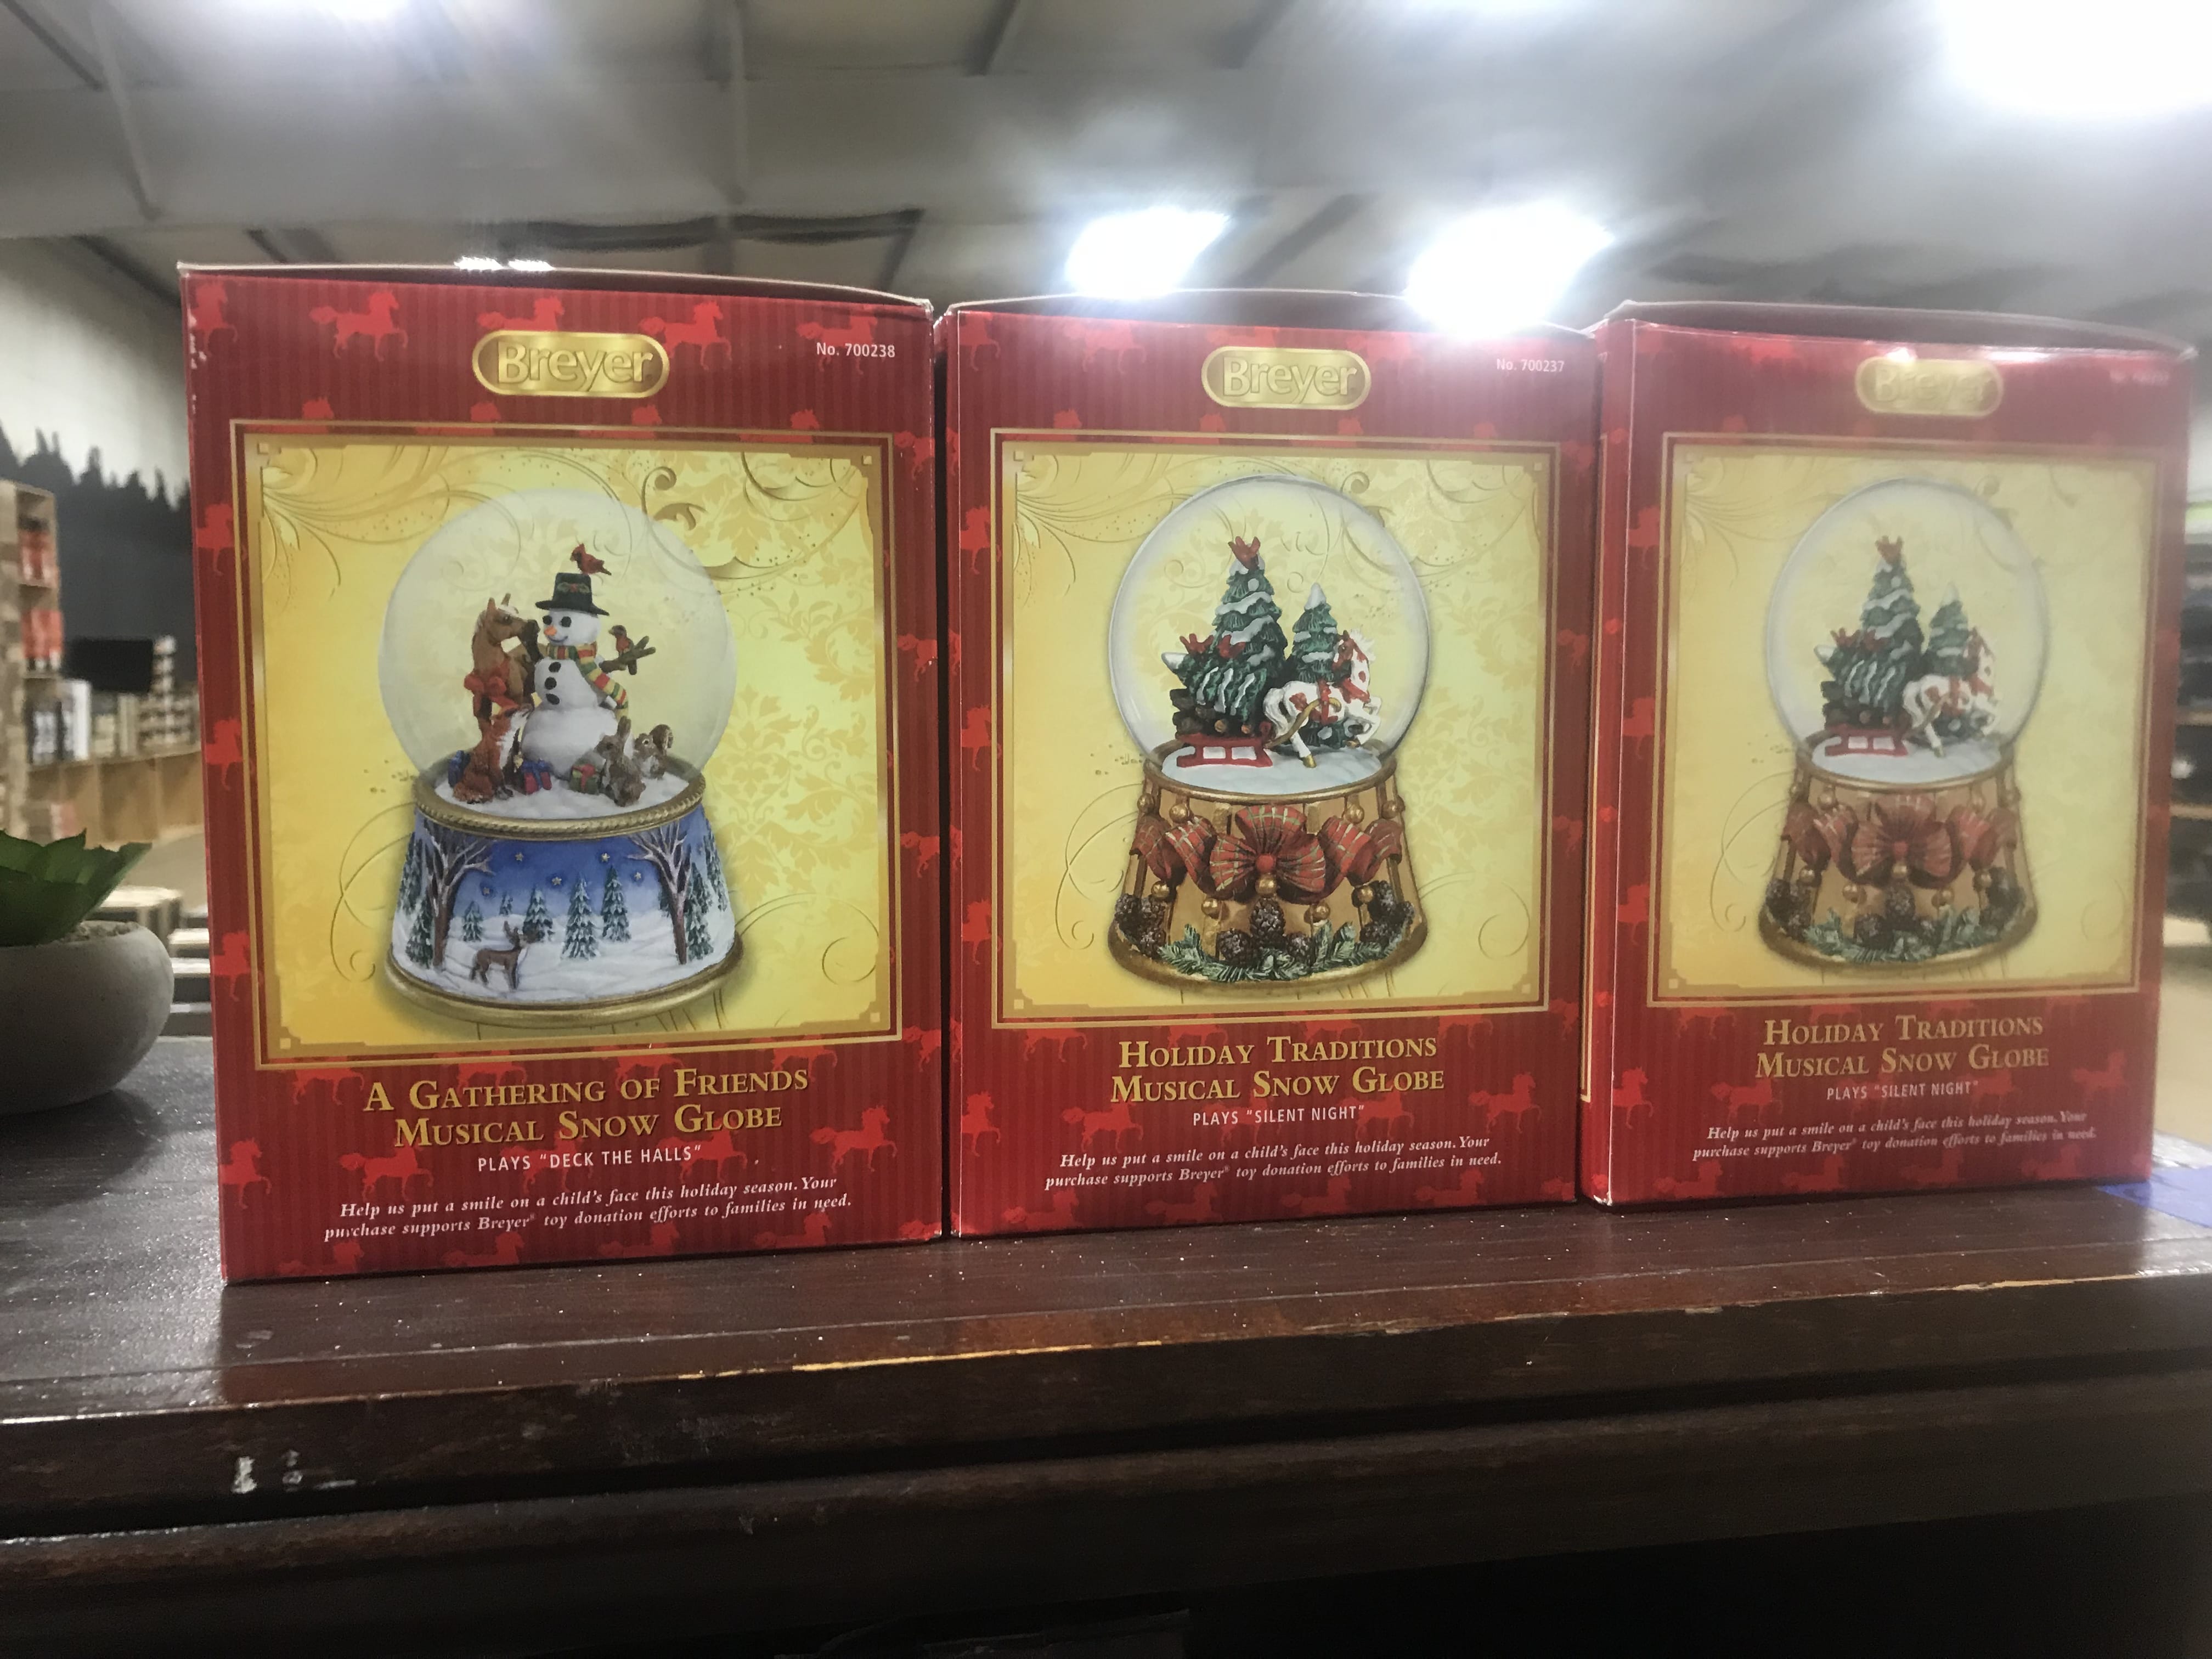 Breyer
No. 700238
A Gathering of Friends
Musical Snow Globe
PLAYS "DECK THE HALLS"
Help us put a smile on a child's face this holiday season. Your
purchase supports Breyer® toy donation efforts to families in need.
Breyer
No. 700237
Holiday Traditions
Musical Snow Globe
PLAYS "SILENT NIGHT"
Help us put a smile on a child's face this holiday season. Your
purchase supports Breyer® toy donation efforts to families in need.
Breyer
Holiday Traditions
Musical Snow Globe
PLAYS "SILENT NIGHT"
Help us put a smile on a child's face this holiday season. Your
purchase supports Breyer® toy donation efforts to families in need.